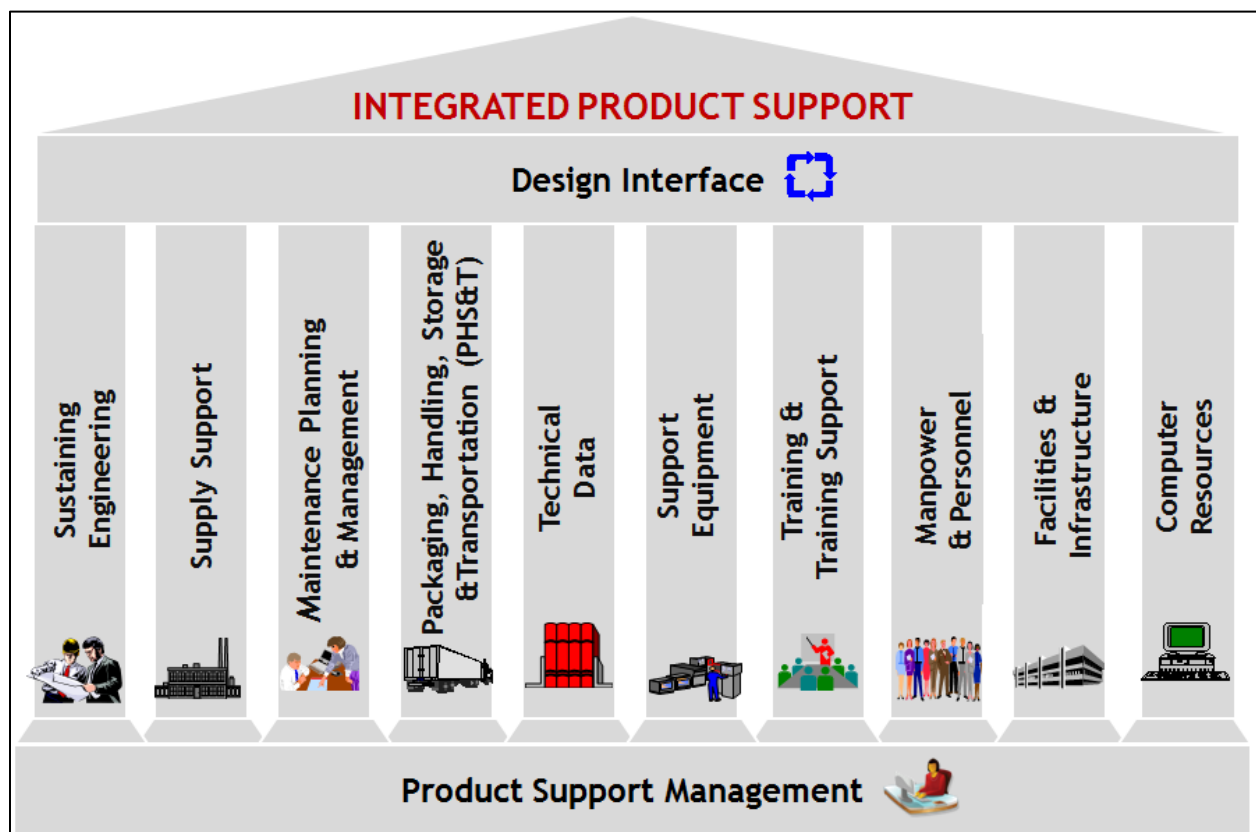 INTEGRATED PRODUCT SUPPORT
Design Interface
Sustaining
Engineering
Supply Support
Maintenance Planning
& Management
Packaging, Handling, Storage
&Transportation (PHS&T)
Technical
Data
Support
Equipment
Training &
Training Support
Manpower
& Personnel
Facilities &
Infrastructure
Computer
Resources
Product Support Management